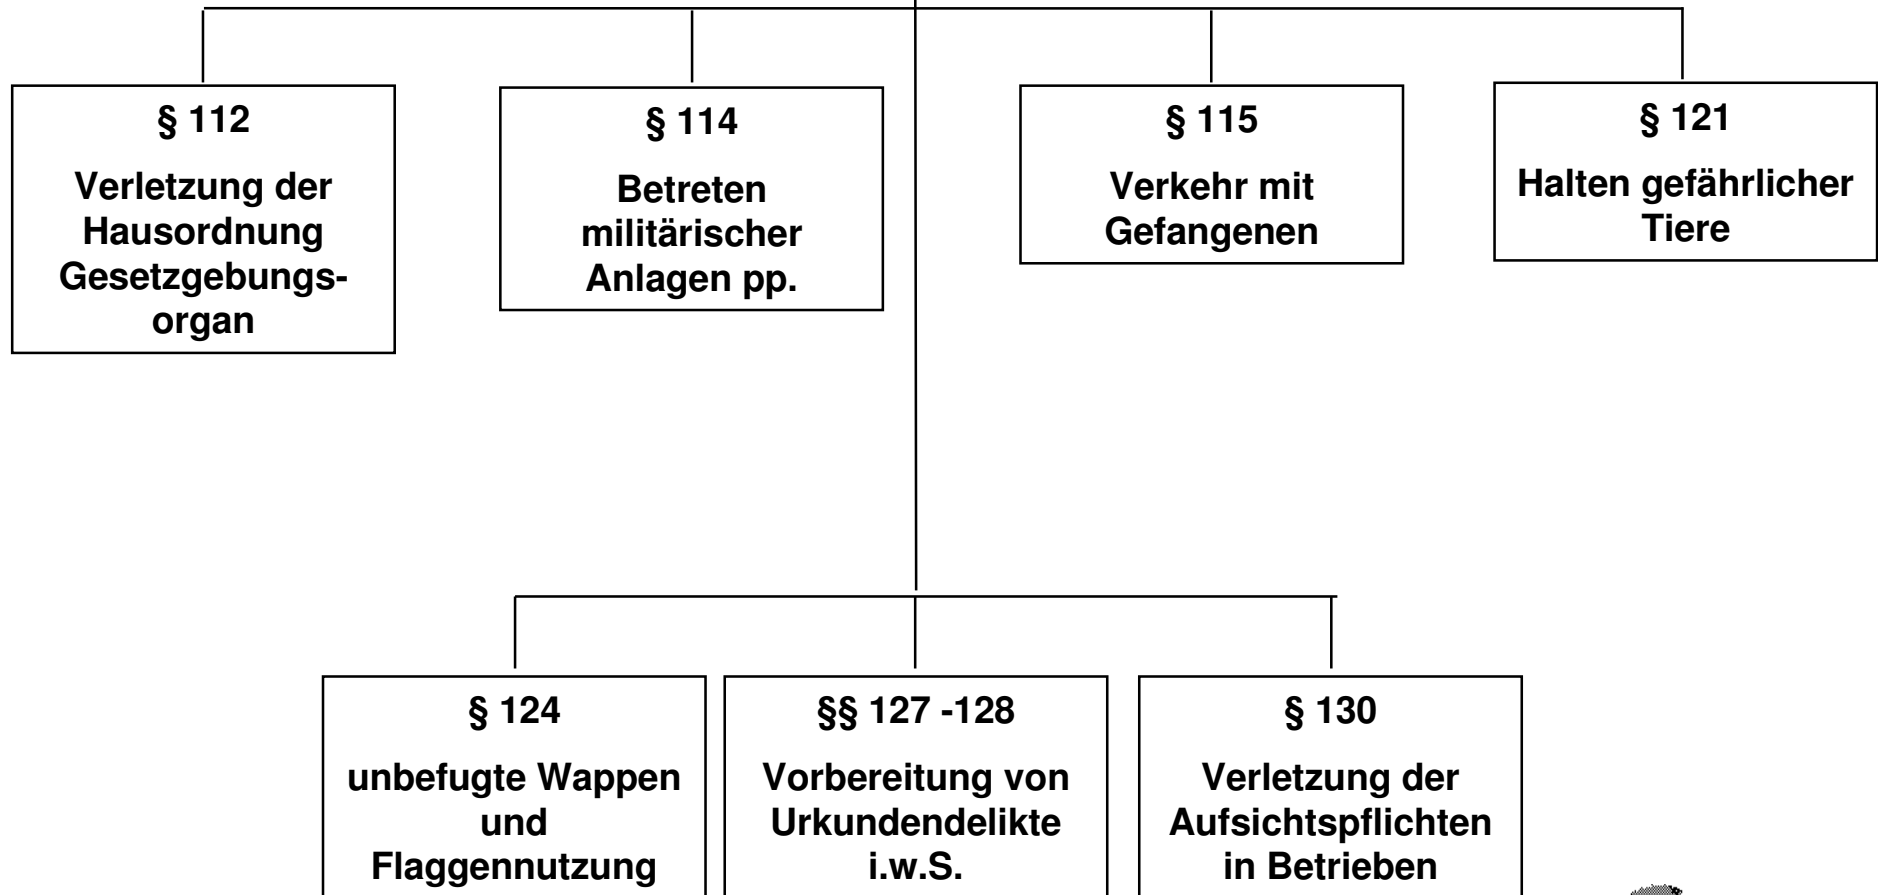 § 112
Verletzung der
Hausordnung
Gesetzgebungs-
organ
§ 114
Betreten
militärischer
Anlagen pp.
§ 115
Verkehr mit
Gefangenen
§ 121
Halten gefährlicher
Tiere
§ 124
unbefugte Wappen
und
Flaggennutzung
§§ 127 -128
Vorbereitung von
Urkundendelikte
i.w.S.
§ 130
Verletzung der
Aufsichtspflichten
in Betrieben